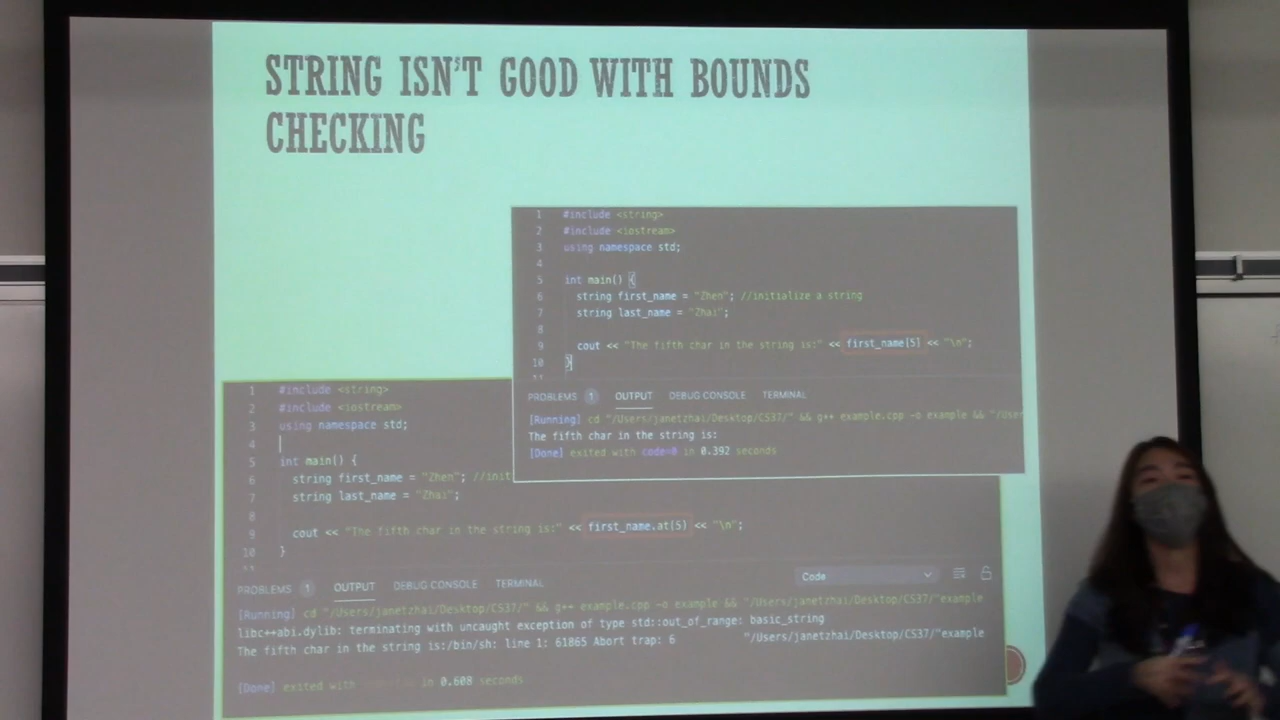 STRING ISN'T GOOD WITH BOUNDS
CHECKING
1 #include <string>
2 #include <iostream>
3 using namespace std;
4
5 int main() {
6 string first_name = "Zhen"; //initialize a string
7 string last_name = "Zhai";
8
9 cout << "The fifth char in the string is:" << first_name[5] << "\n";
10 }
11
PROBLEMS 1 OUTPUT DEBUG CONSOLE TERMINAL
[Running] cd "/Users/janetzhai/Desktop/CS37/" && g++ example.cpp -o example && "/User
The fifth char in the string is:
[Done] exited with code=0 in 0.392 seconds
1 #include <string>
2 #include <iostream>
3 using namespace std;
4
5 int main() {
6 string first_name = "Zhen"; //init
7 string last_name = "Zhai";
8
9 cout << "The fifth char in the string is:" << first_name.at(5) << "\n";
10 }
11
PROBLEMS 1 OUTPUT DEBUG CONSOLE TERMINAL Code
[Running] cd "/Users/janetzhai/Desktop/CS37/" && g++ example.cpp -o example && "/Users/janetzhai/Desktop/CS37/"example
libc++abi.dylib: terminating with uncaught exception of type std::out_of_range: basic_string
The fifth char in the string is:/bin/sh: line 1: 61865 Abort trap: 6 "/Users/janetzhai/Desktop/CS37/"example
[Done] exited with in 0.608 seconds